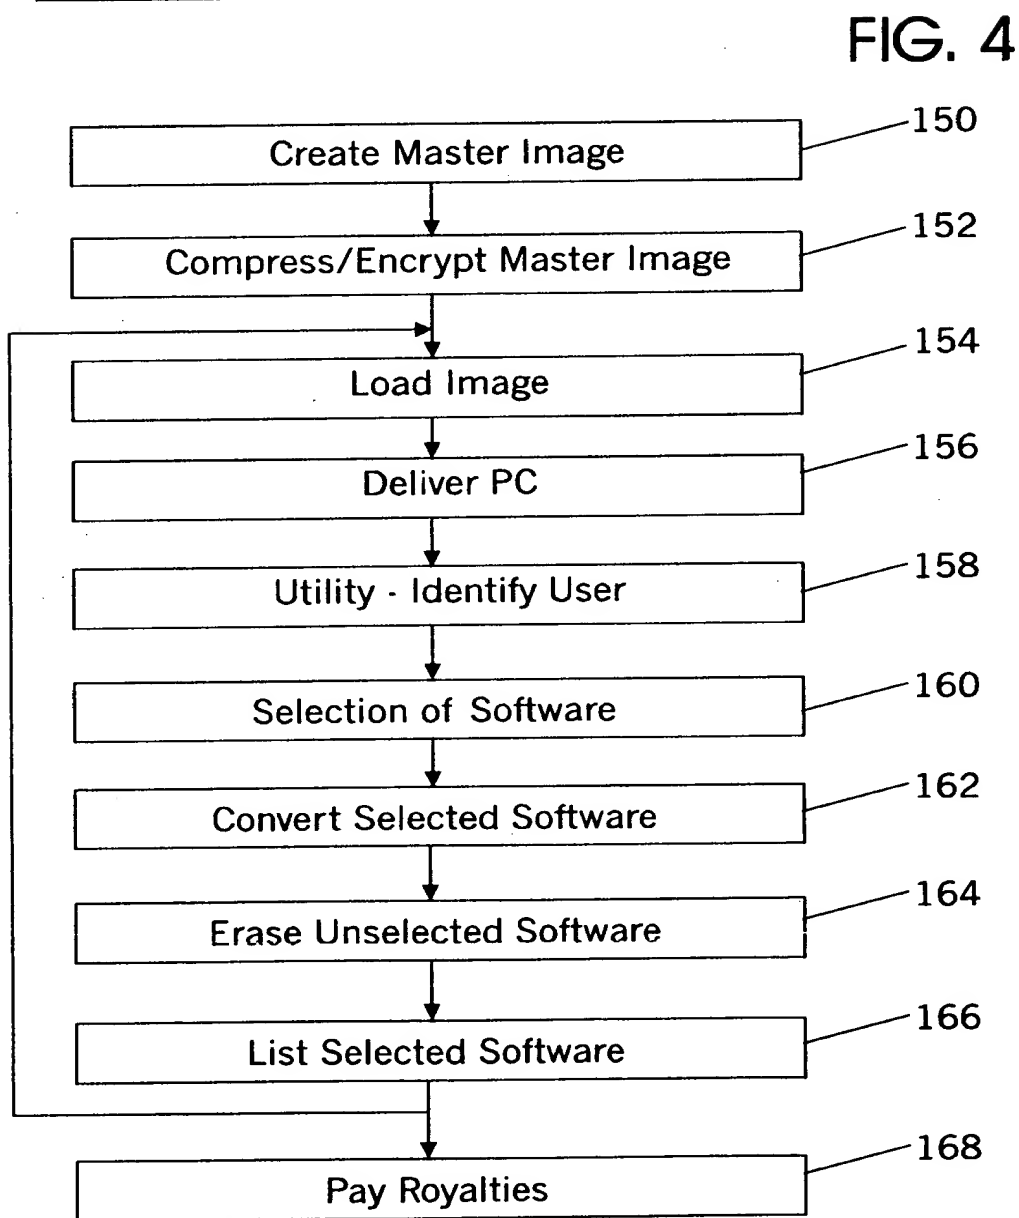 FIG. 4
Create Master Image 150
Compress/Encrypt Master Image 152
Load Image 154
Deliver PC 156
Utility - Identify User 158
Selection of Software 160
Convert Selected Software 162
Erase Unselected Software 164
List Selected Software 166
Pay Royalties 168